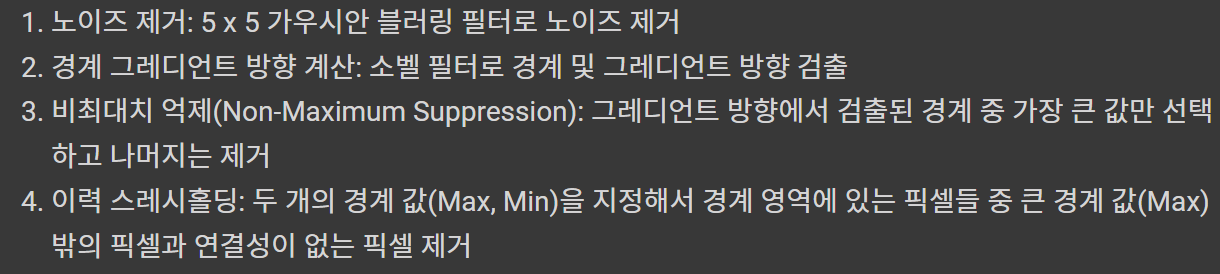 1. 노이즈 제거: 5 x 5 가우시안 블러링 필터로 노이즈 제거
2. 경계 그레디언트 방향 계산: 소벨 필터로 경계 및 그레디언트 방향 검출
3. 비최대치 억제(Non-Maximum Suppression): 그레디언트 방향에서 검출된 경계 중 가장 큰 값만 선택
하고 나머지는 제거
4. 이력 스레시홀딩: 두 개의 경계 값(Max, Min)을 지정해서 경계 영역에 있는 픽셀들 중 큰 경계 값(Max)
밖의 픽셀과 연결성이 없는 픽셀 제거